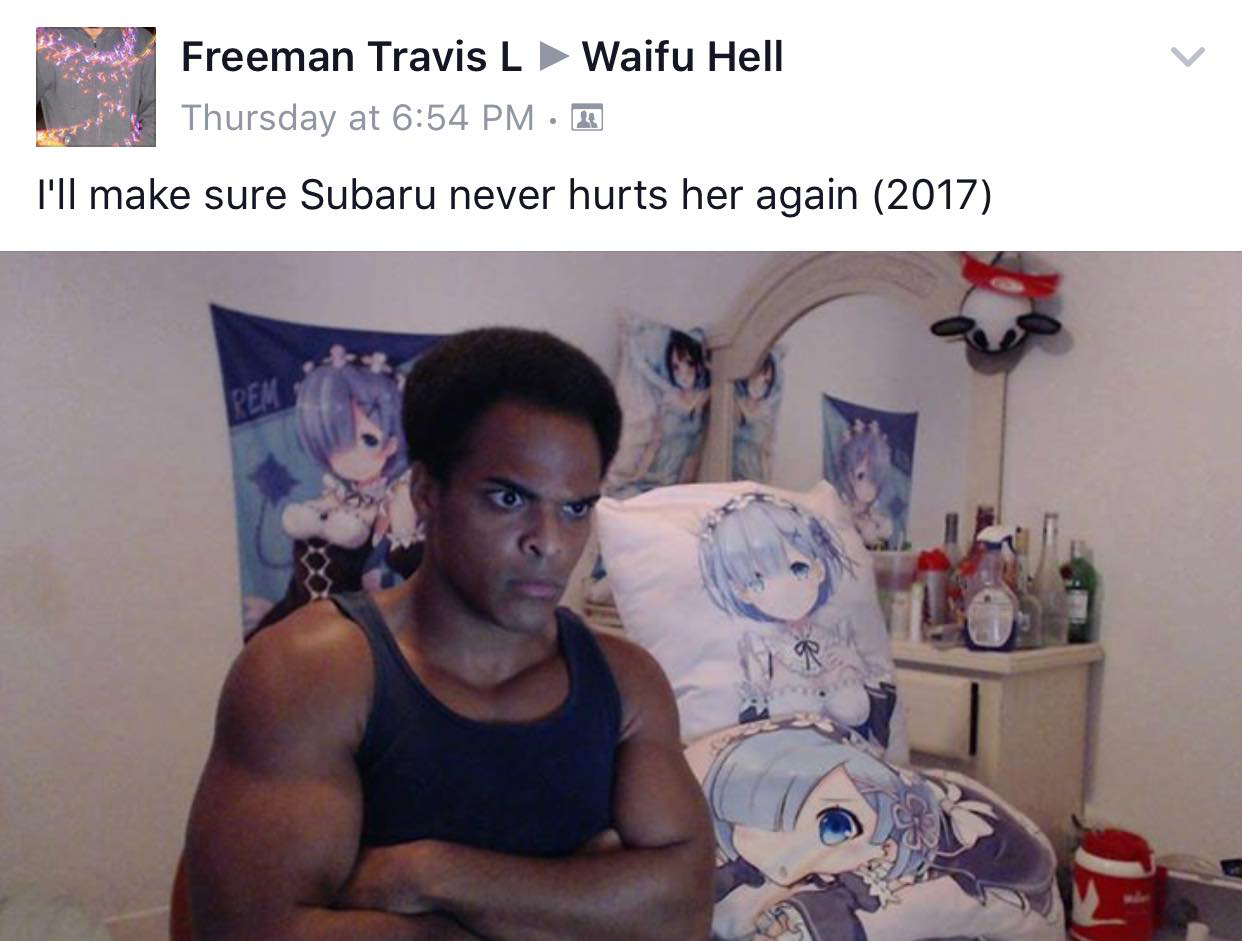 Freeman Travis L ▶ Waifu Hell
Thursday at 6:54 PM ·
I'll make sure Subaru never hurts her again (2017)
REM